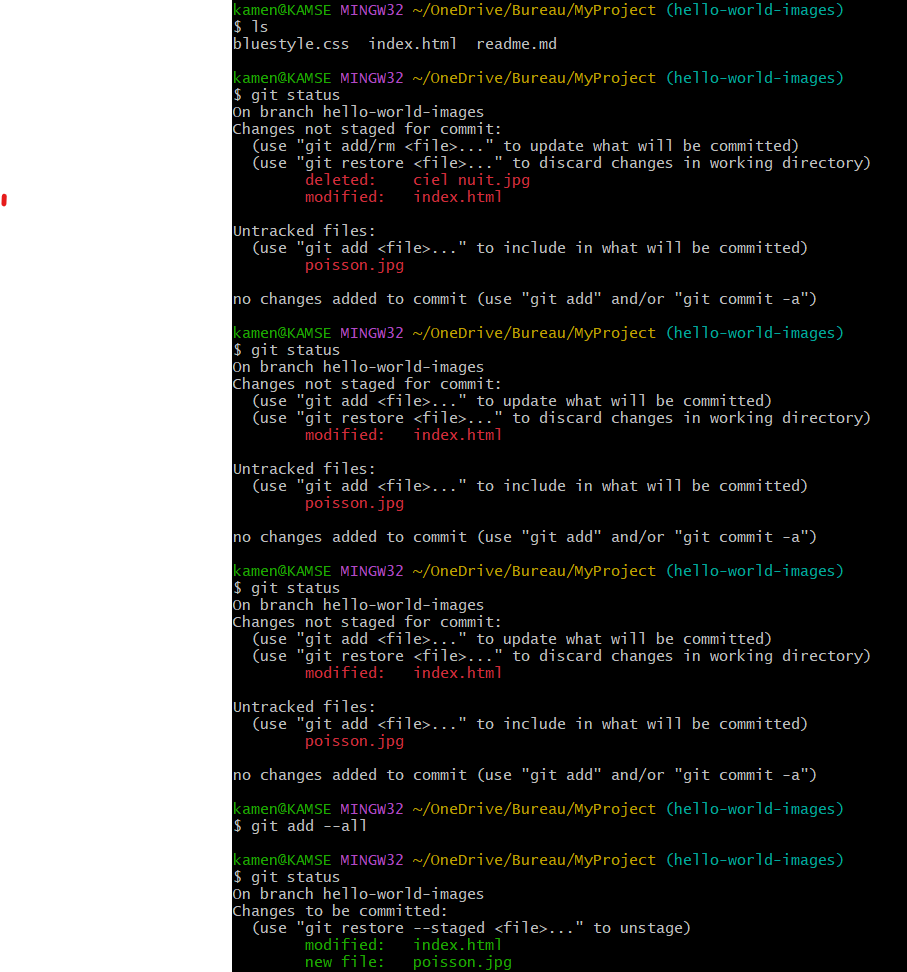 kamen@KAMSE MINGW32 ~/OneDrive/Bureau/MyProject (hello-world-images)
$ ls
bluestyle.css  index.html  readme.md
kamen@KAMSE MINGW32 ~/OneDrive/Bureau/MyProject (hello-world-images)
$ git status
On branch hello-world-images
Changes not staged for commit:
  (use "git add/rm <file>..." to update what will be committed)
  (use "git restore <file>..." to discard changes in working directory)
        deleted:    ciel nuit.jpg
        modified:   index.html
Untracked files:
  (use "git add <file>..." to include in what will be committed)
        poisson.jpg
no changes added to commit (use "git add" and/or "git commit -a")
kamen@KAMSE MINGW32 ~/OneDrive/Bureau/MyProject (hello-world-images)
$ git status
On branch hello-world-images
Changes not staged for commit:
  (use "git add <file>..." to update what will be committed)
  (use "git restore <file>..." to discard changes in working directory)
        modified:   index.html
Untracked files:
  (use "git add <file>..." to include in what will be committed)
        poisson.jpg
no changes added to commit (use "git add" and/or "git commit -a")
kamen@KAMSE MINGW32 ~/OneDrive/Bureau/MyProject (hello-world-images)
$ git status
On branch hello-world-images
Changes not staged for commit:
  (use "git add <file>..." to update what will be committed)
  (use "git restore <file>..." to discard changes in working directory)
        modified:   index.html
Untracked files:
  (use "git add <file>..." to include in what will be committed)
        poisson.jpg
no changes added to commit (use "git add" and/or "git commit -a")
kamen@KAMSE MINGW32 ~/OneDrive/Bureau/MyProject (hello-world-images)
$ git add --all
kamen@KAMSE MINGW32 ~/OneDrive/Bureau/MyProject (hello-world-images)
$ git status
On branch hello-world-images
Changes to be committed:
  (use "git restore --staged <file>..." to unstage)
        modified:   index.html
        new file:   poisson.jpg